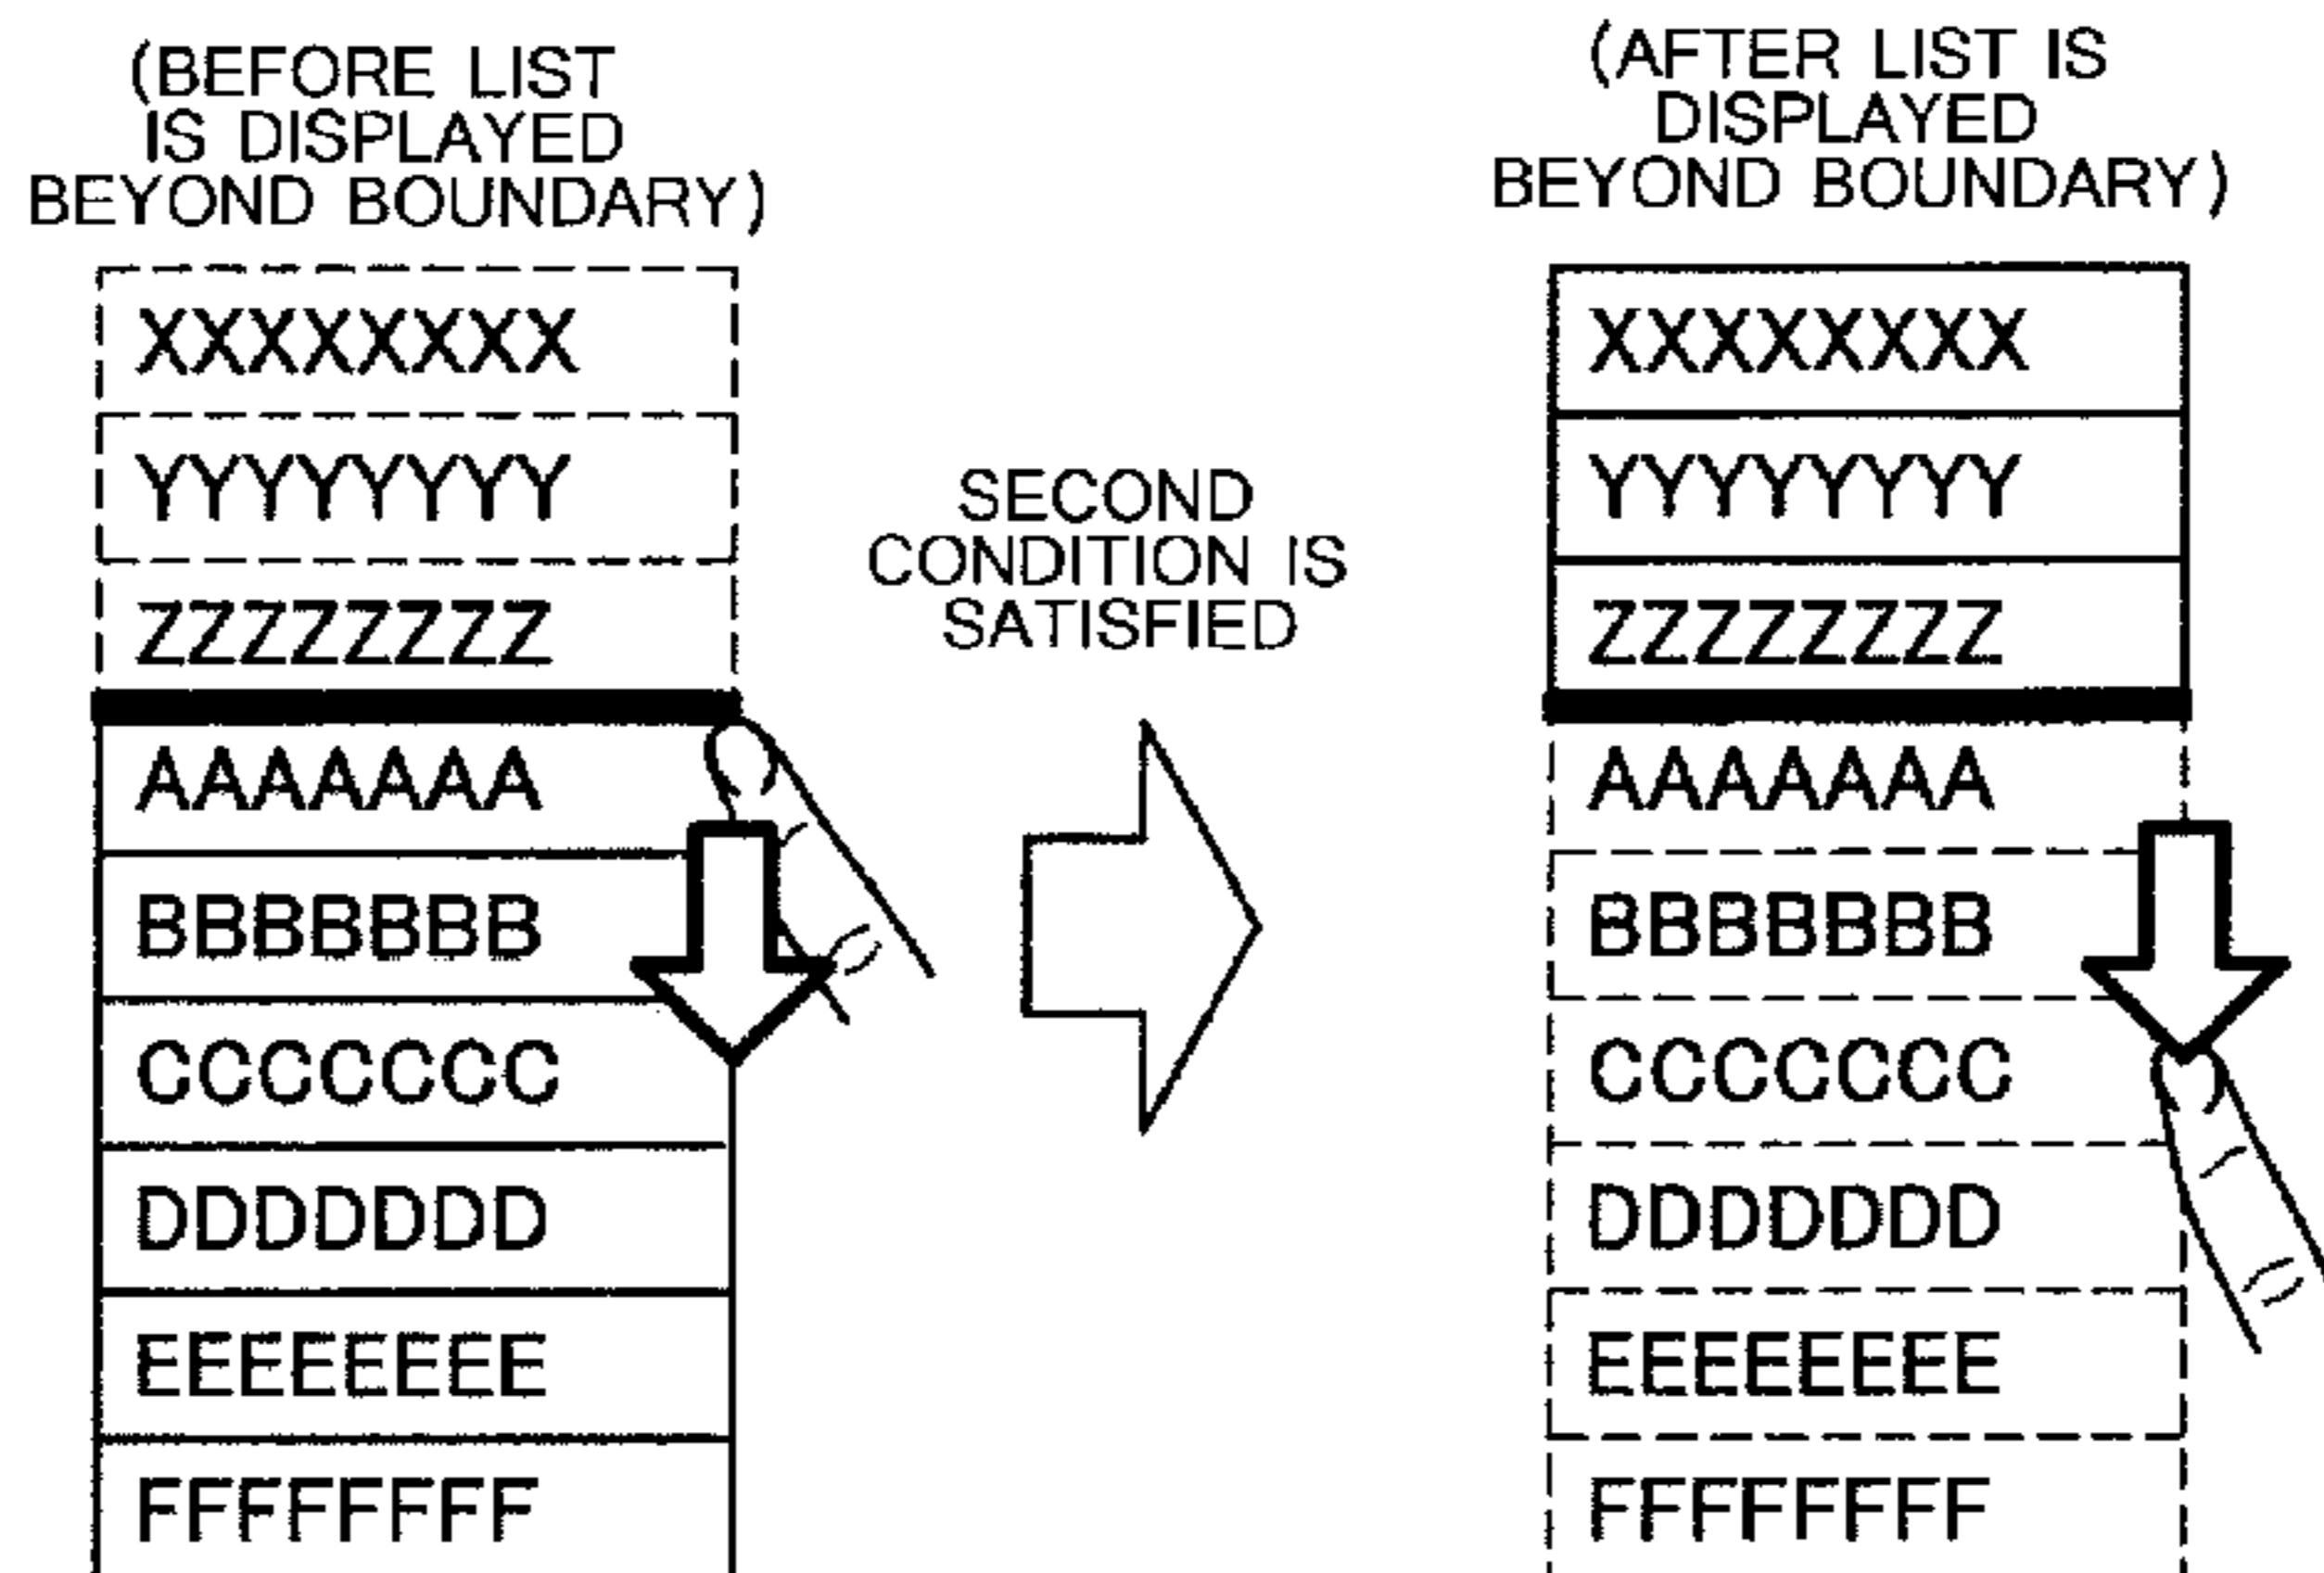 (BEFORE LIST
IS DISPLAYED
BEYOND BOUNDARY)
XXXXXXXX
YYYYYYYY
ZZZZZZZZ
AAAAAAA
BBBBBBB
CCCCCCC
DDDDDDD
EEEEEEEE
FFFFFFFF
SECOND
CONDITION IS
SATISFIED
(AFTER LIST IS
DISPLAYED
BEYOND BOUNDARY)
XXXXXXXX
YYYYYYYY
ZZZZZZZZ
AAAAAAA
BBBBBBB
CCCCCCC
DDDDDDD
EEEEEEEE
FFFFFFFF